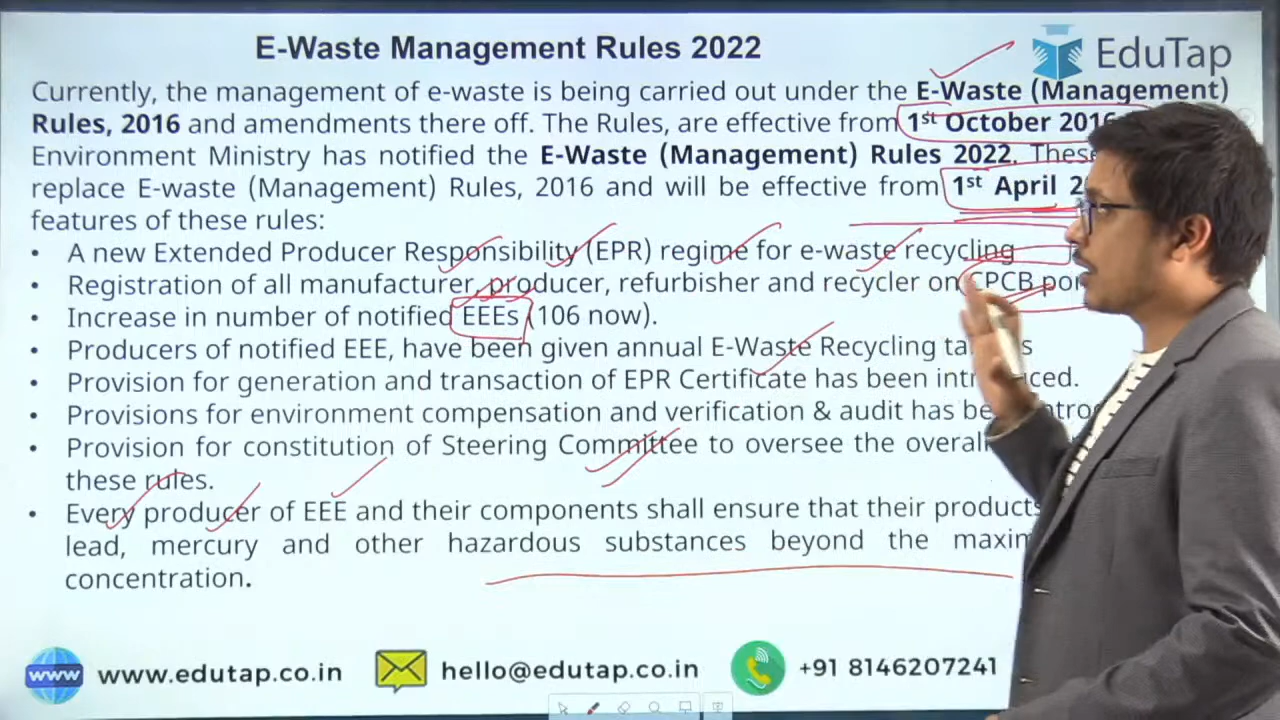 E-Waste Management Rules 2022
EduTap
Currently, the management of e-waste is being carried out under the E-Waste (Management)
Rules, 2016 and amendments there off. The Rules, are effective from 1st October 2016
Environment Ministry has notified the E-Waste (Management) Rules 2022. These
replace E-waste (Management) Rules, 2016 and will be effective from 1st April
features of these rules:
• A new Extended Producer Responsibility (EPR) regime for e-waste recycling
• Registration of all manufacturer, producer, refurbisher and recycler on CPCB
• Increase in number of notified EEEs (106 now).
• Producers of notified EEE, have been given annual E-Waste Recycling
• Provision for generation and transaction of EPR Certificate has been
• Provisions for environment compensation and verification & audit has
• Provision for constitution of Steering Committee to oversee the overall
these rules.
• Every producer of EEE and their components shall ensure that their products
lead, mercury and other hazardous substances beyond the
concentration.
www
www.edutap.co.in
hello@edutap.co.in
+91 8146207241